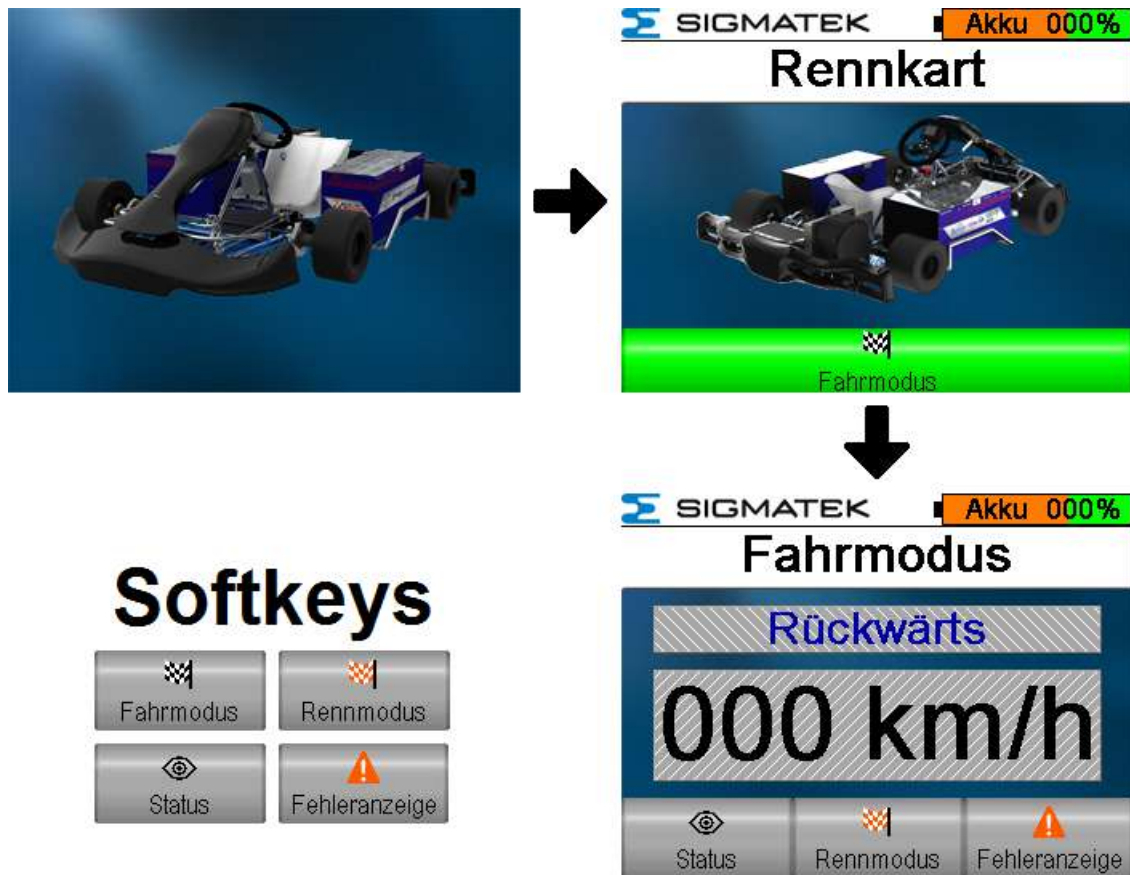 SIGMATEK Akku 000%
Rennkart
Fahrmodus
SIGMATEK Akku 000%
Fahrmodus
Rückwärts
000 km/h
Status Rennmodus Fehleranzeige
Softkeys
Fahrmodus Rennmodus
Status Fehleranzeige